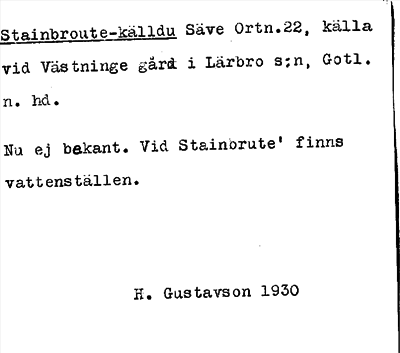 Stainbroute-källdu Säve Ortn.22, källa
vid Västninge gård i Lärbro s:n, Gotl.
n. hd.
Nu ej bekant. Vid Stainbrute' finns
vattenställen.
H. Gustavson 1930